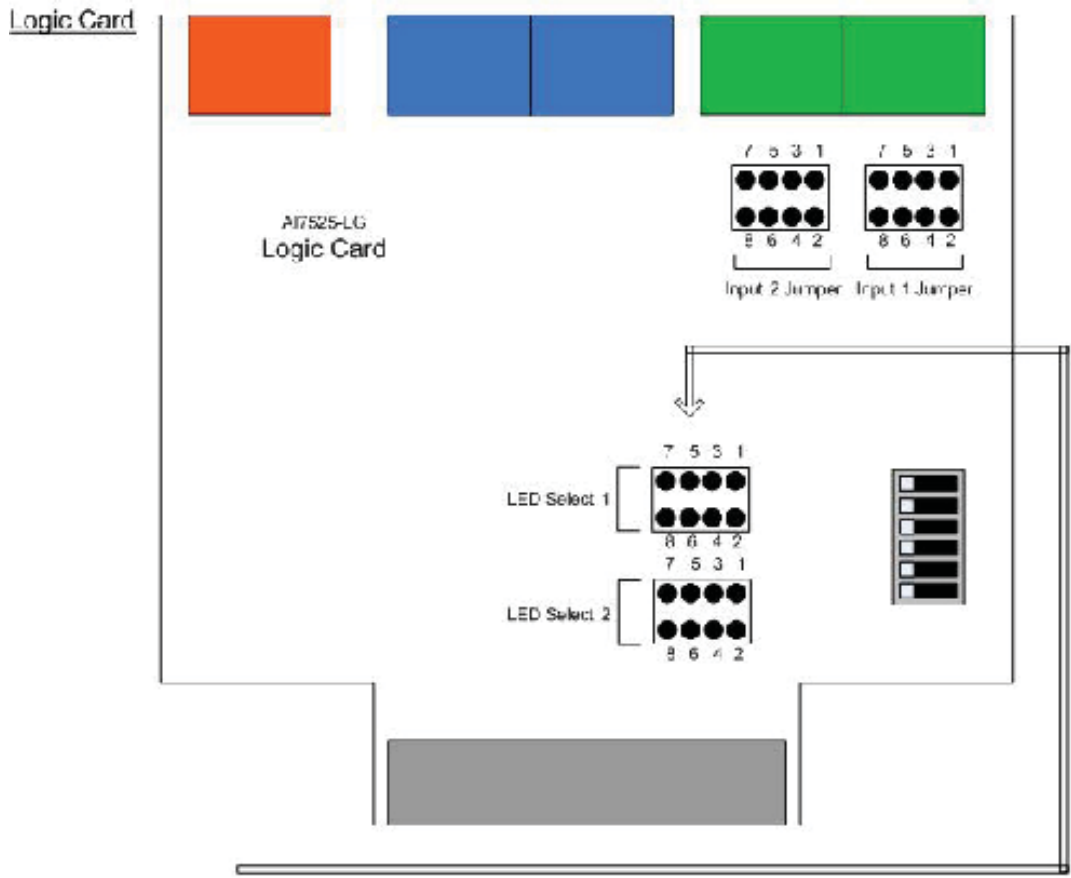 Logic Card
7 5 3 1 7 5 3 1
AI7525-LG
Logic Card
8 6 4 2 8 6 4 2
Input 2 Jumper Input 1 Jumper
7 5 3 1
LED Select 1
8 6 4 2
7 5 3 1
LED Select 2
8 6 4 2